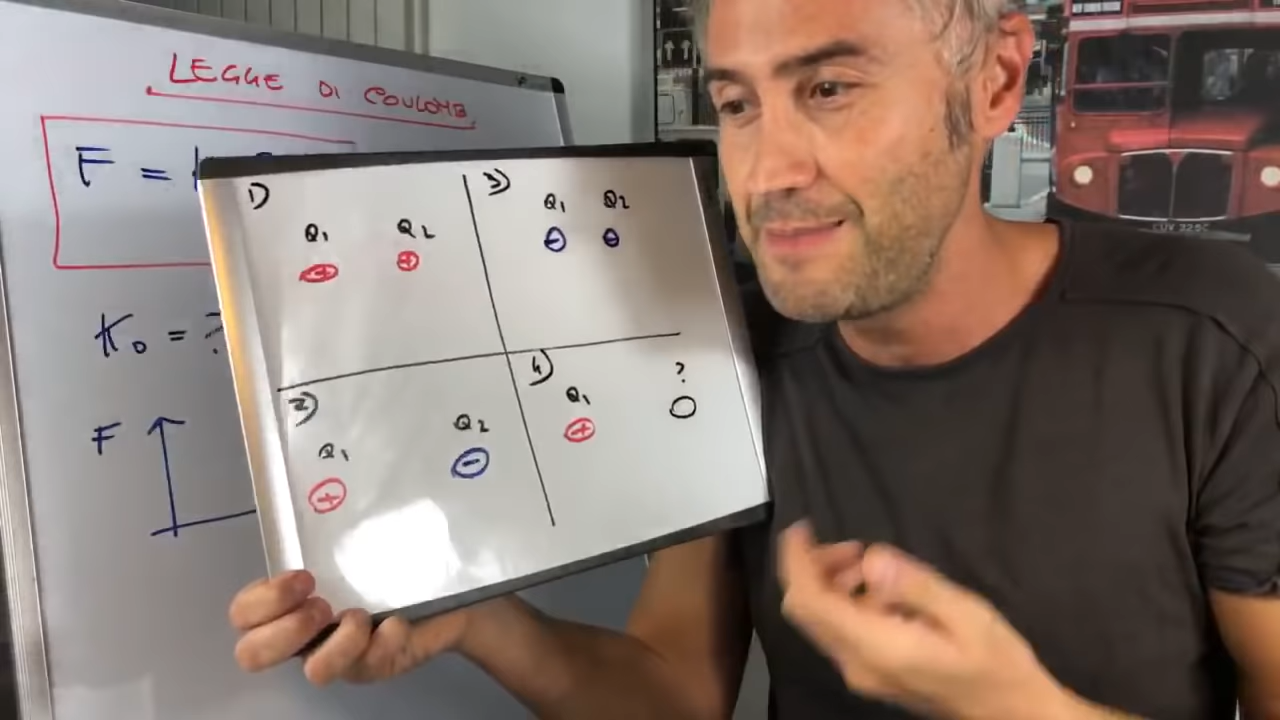 LEGGE DI COULOMB
F =
K₀ = ?
F
1)
Q₁ Q₂
+ +
2)
Q₁ Q₂
+ -
3)
Q₁ Q₂
- -
4)
Q₁ ?
+